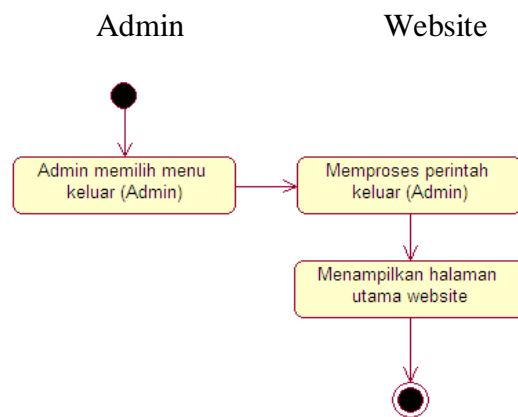 Admin
Website
Admin memilih menu
keluar (Admin)
Memproses perintah
keluar (Admin)
Menampilkan halaman
utama website